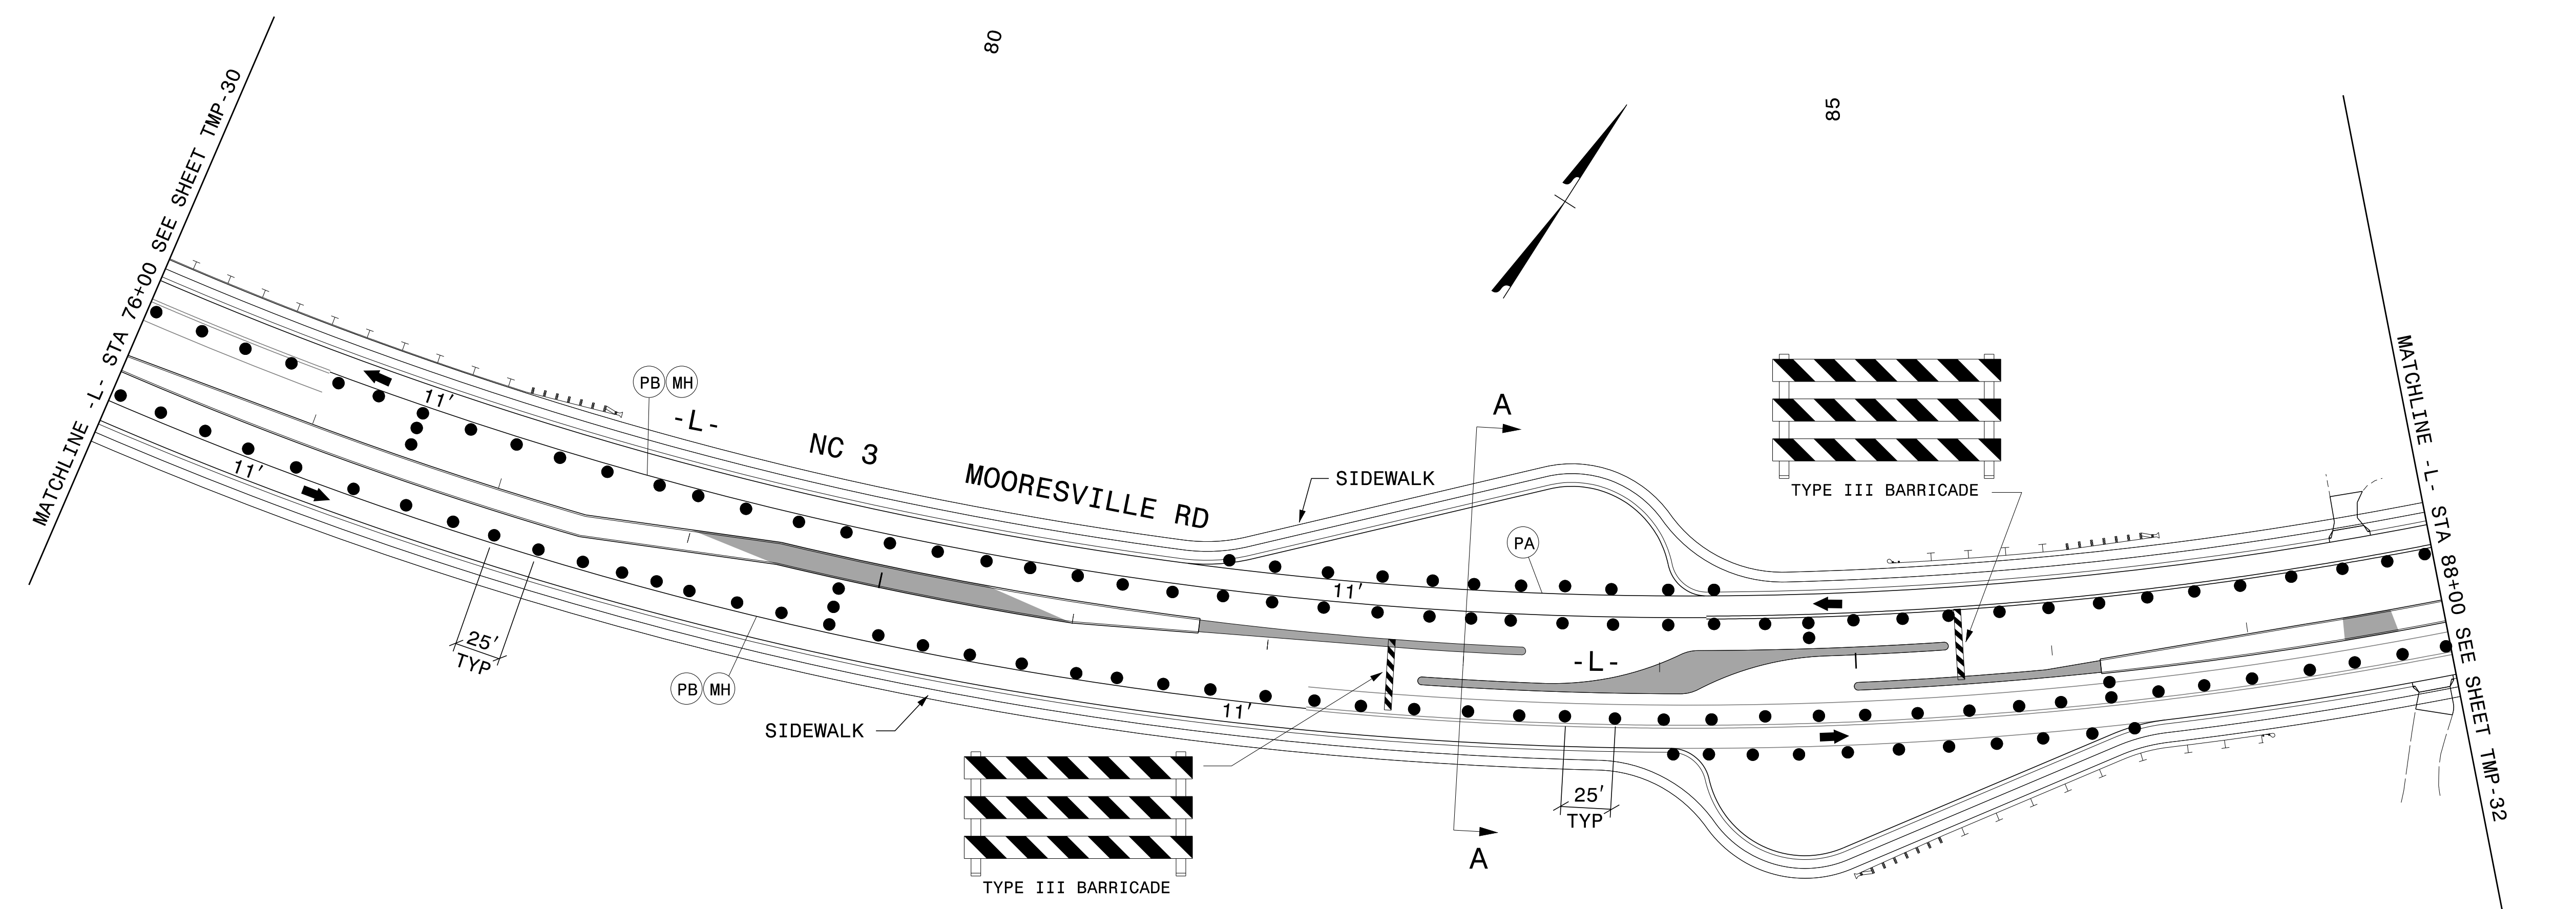 80
85
MATCHLINE -L- STA 76+00 SEE SHEET TMP-30
MATCHLINE -L- STA 88+00 SEE SHEET TMP-32
PB MH
11'
-L-
NC 3 MOORESVILLE RD
SIDEWALK
A
TYPE III BARRICADE
PA
11'
11'
25'
TYP
PB MH
SIDEWALK
-L-
11'
25'
TYP
A
TYPE III BARRICADE